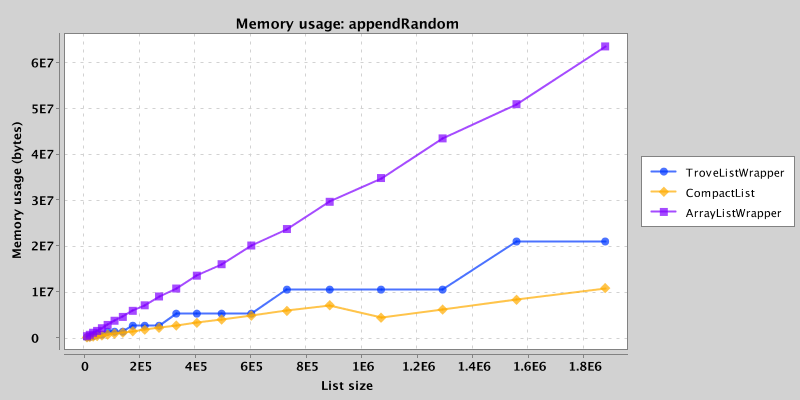 Memory usage: appendRandom
Memory usage (bytes)
6E7
5E7
4E7
3E7
2E7
1E7
0
0 2E5 4E5 6E5 8E5 1E6 1.2E6 1.4E6 1.6E6 1.8E6
List size
TroveListWrapper
CompactList
ArrayListWrapper